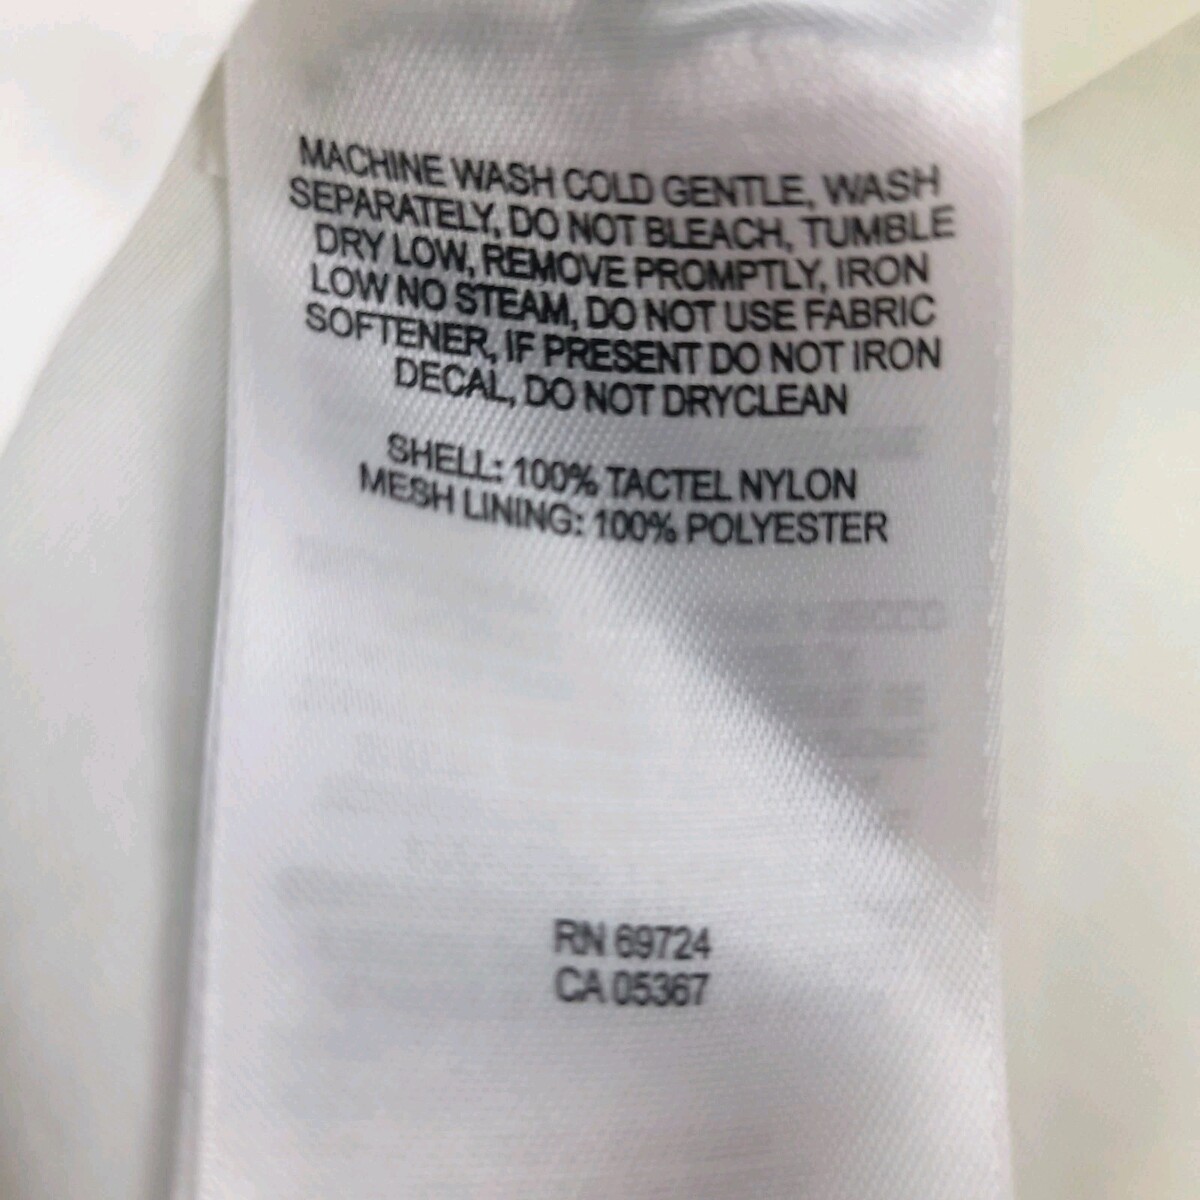 MACHINE WASH COLD GENTLE, WASH
SEPARATELY, DO NOT BLEACH, TUMBLE
DRY LOW, REMOVE PROMPTLY, IRON
LOW NO STEAM, DO NOT USE FABRIC
SOFTENER, IF PRESENT DO NOT IRON
DECAL, DO NOT DRYCLEAN
SHELL: 100% TACTEL NYLON
MESH LINING: 100% POLYESTER
RN 69724
CA 05367